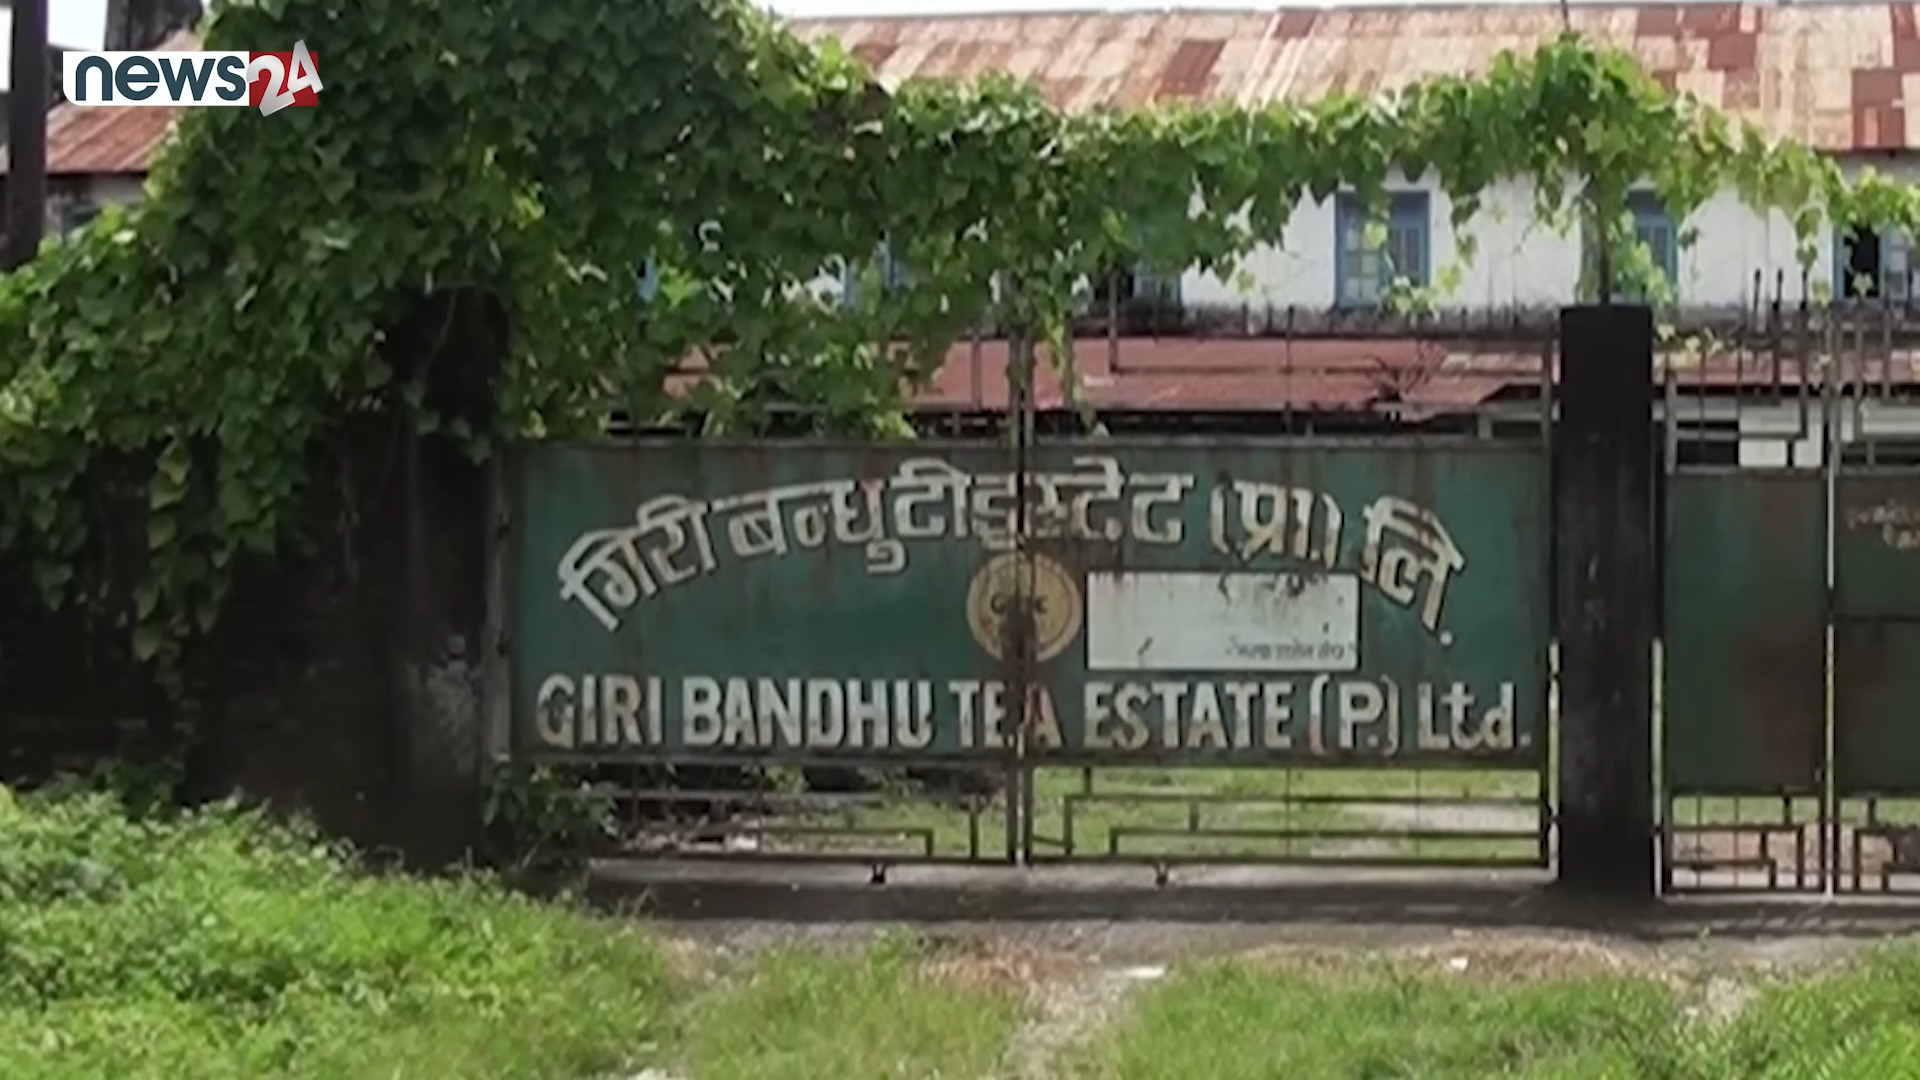 news24
गिरी बन्धु टी इस्टेट (प्रा) लि.
GIRI BANDHU TEA ESTATE (P.) Ltd.